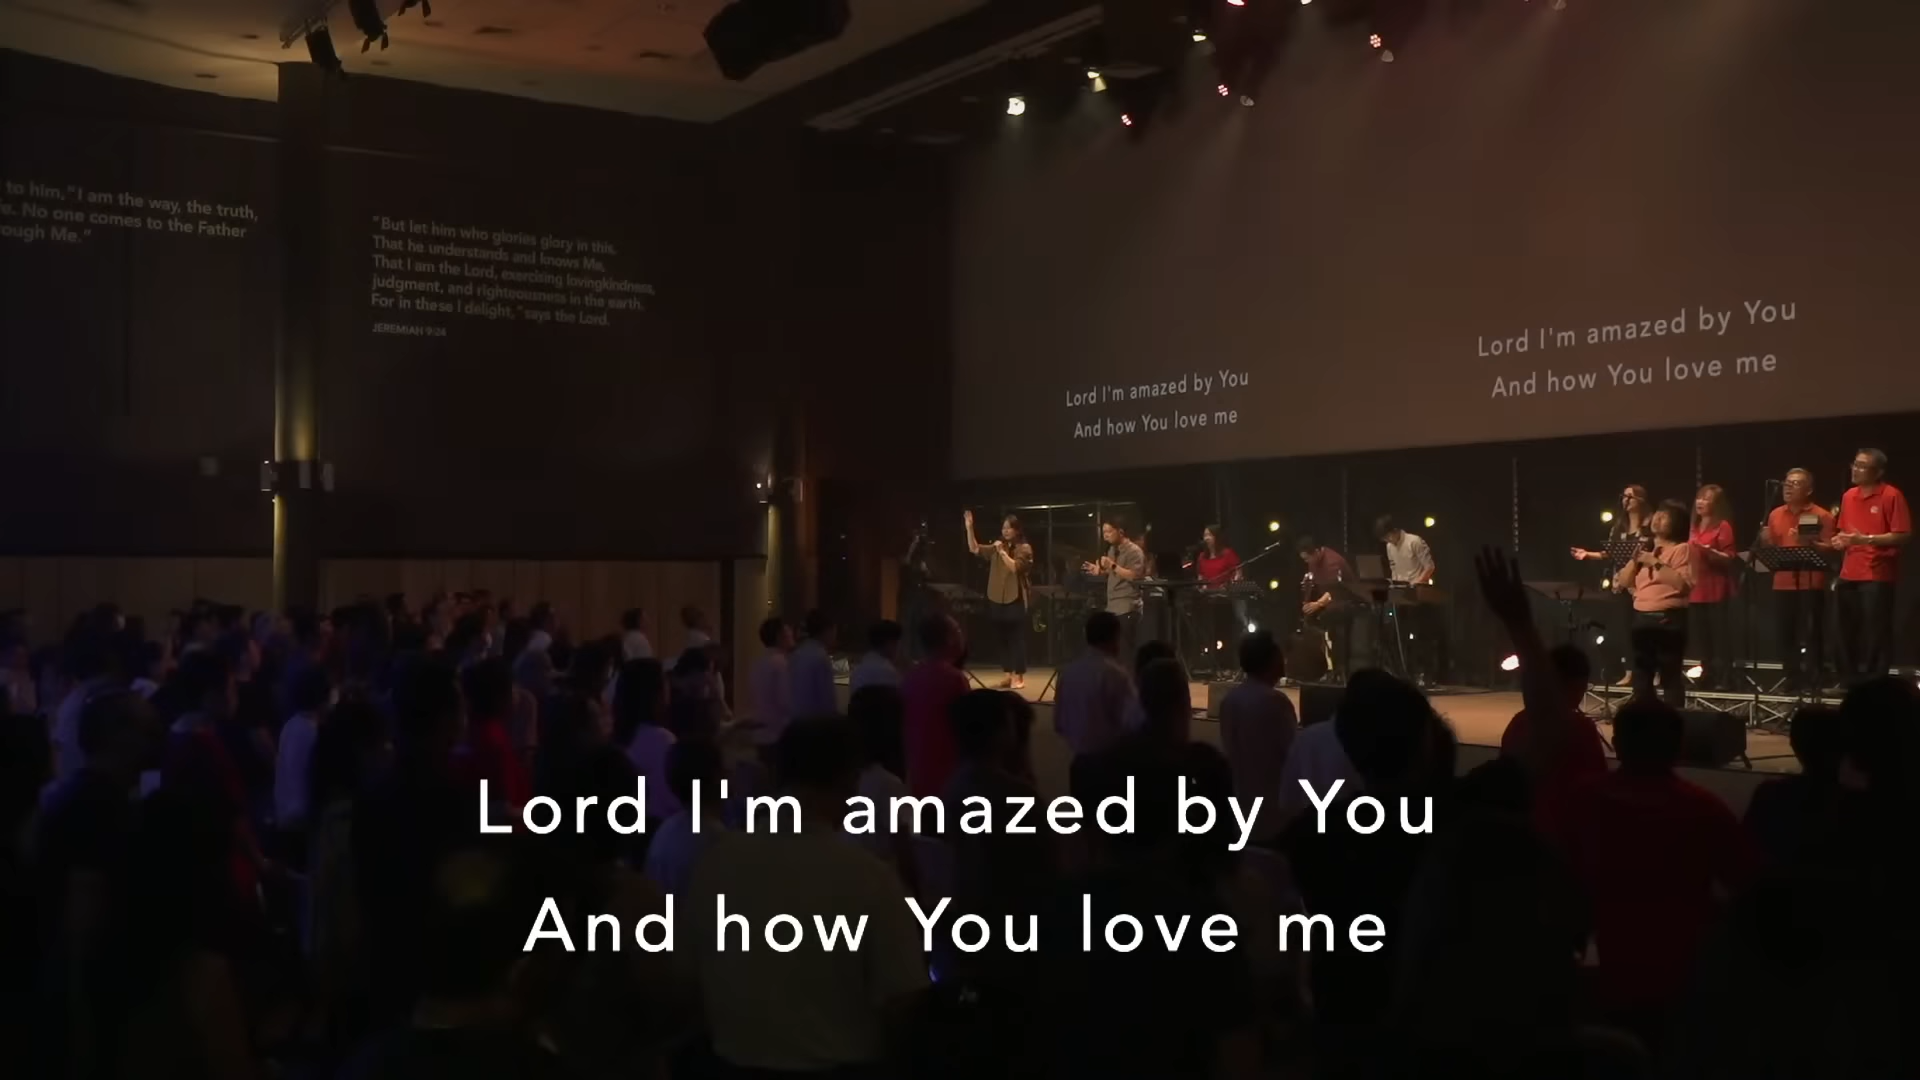 to him, "I am the way, the truth,
No one comes to the Father
Me."
"But let him who glories glory in this,
That he understands and knows Me,
That I am the Lord, exercising lovingkindness,
judgment, and righteousness in the earth.
For in these I delight," says the Lord.
JEREMIAH 9:24
Lord I'm amazed by You
And how You love me
Lord I'm amazed by You
And how You love me
Lord I'm amazed by You
And how You love me